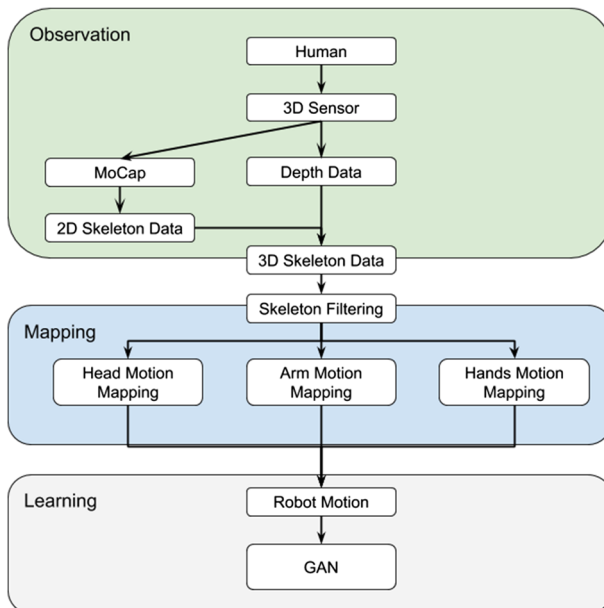 Observation
Human
3D Sensor
MoCap
Depth Data
2D Skeleton Data
3D Skeleton Data
Skeleton Filtering
Mapping
Head Motion
Mapping
Arm Motion
Mapping
Hands Motion
Mapping
Learning
Robot Motion
GAN